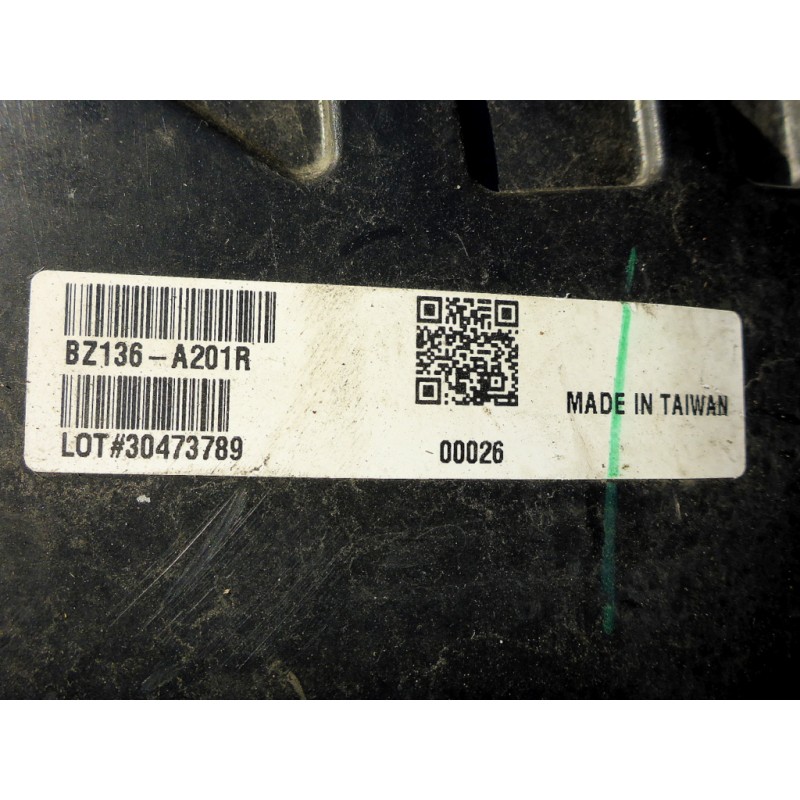 BZ136-A201R
LOT#30473789
00026
MADE IN TAIWAN